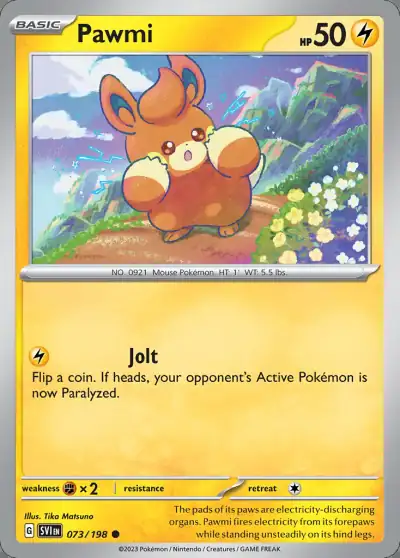 BASIC Pawmi HP 50
NO. 0921 Mouse Pokémon. HT: 1' WT: 5.5 lbs.
Jolt
Flip a coin. If heads, your opponent's Active Pokémon is
now Paralyzed.
weakness × 2 resistance retreat
Illus. Tika Matsuno
G SVI EN 073/198
The pads of its paws are electricity-discharging
organs. Pawmi fires electricity from its forepaws
while standing unsteadily on its hind legs.
©2023 Pokémon / Nintendo / Creatures / GAME FREAK